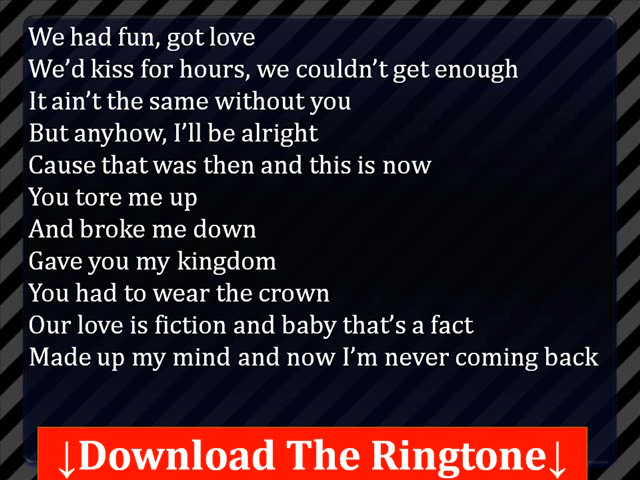 We had fun, got love
We’d kiss for hours, we couldn’t get enough
It ain’t the same without you
But anyhow, I’ll be alright
Cause that was then and this is now
You tore me up
And broke me down
Gave you my kingdom
You had to wear the crown
Our love is fiction and baby that’s a fact
Made up my mind and now I’m never coming back
↓Download The Ringtone↓